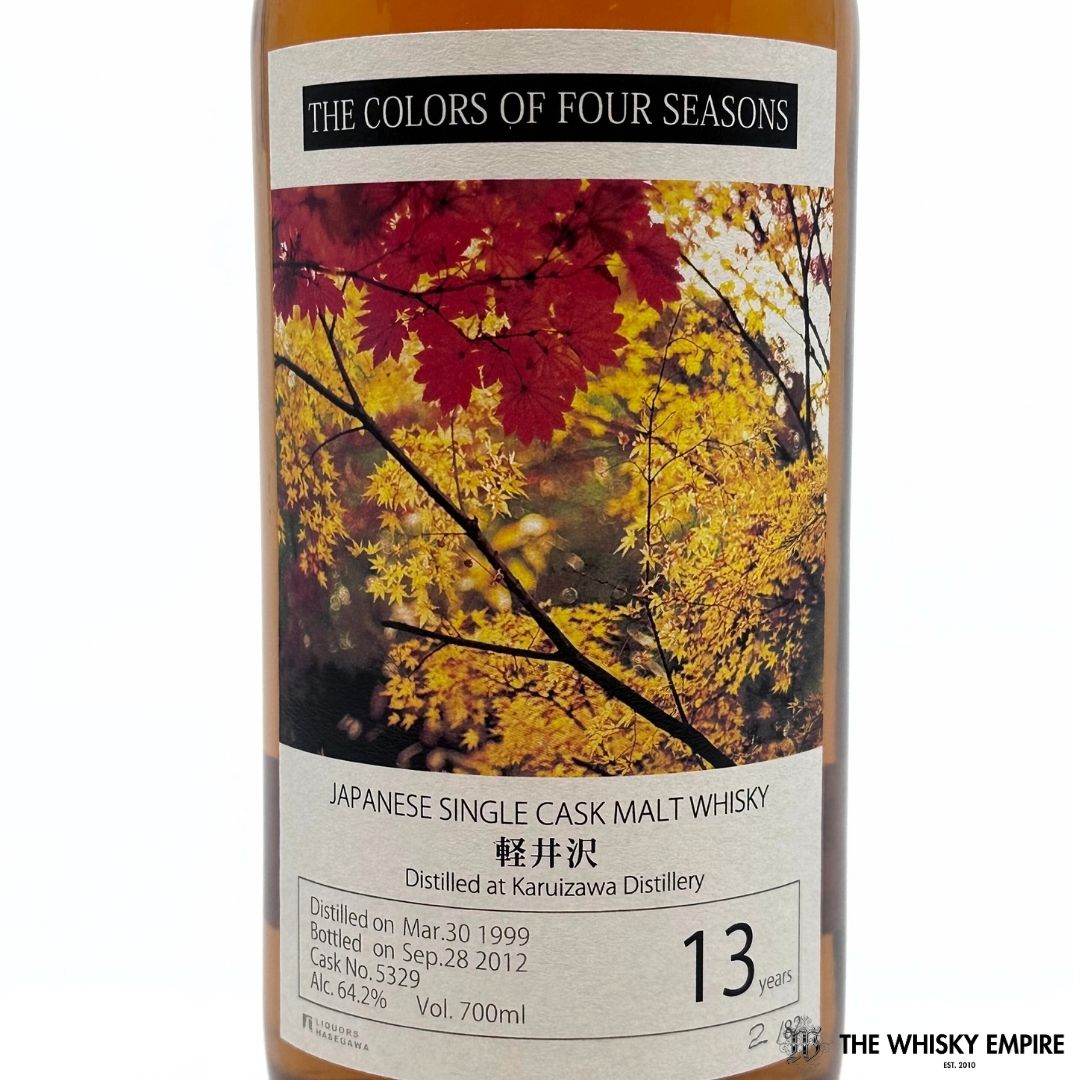 THE COLORS OF FOUR SEASONS
JAPANESE SINGLE CASK MALT WHISKY
軽井沢
Distilled at Karuizawa Distillery
Distilled on Mar.30 1999
Bottled on Sep.28 2012
Cask No.5329
Alc. 64.2% Vol. 700ml
13 years
LIQUORS
HASEGAWA
THE WHISKY EMPIRE
EST. 2010